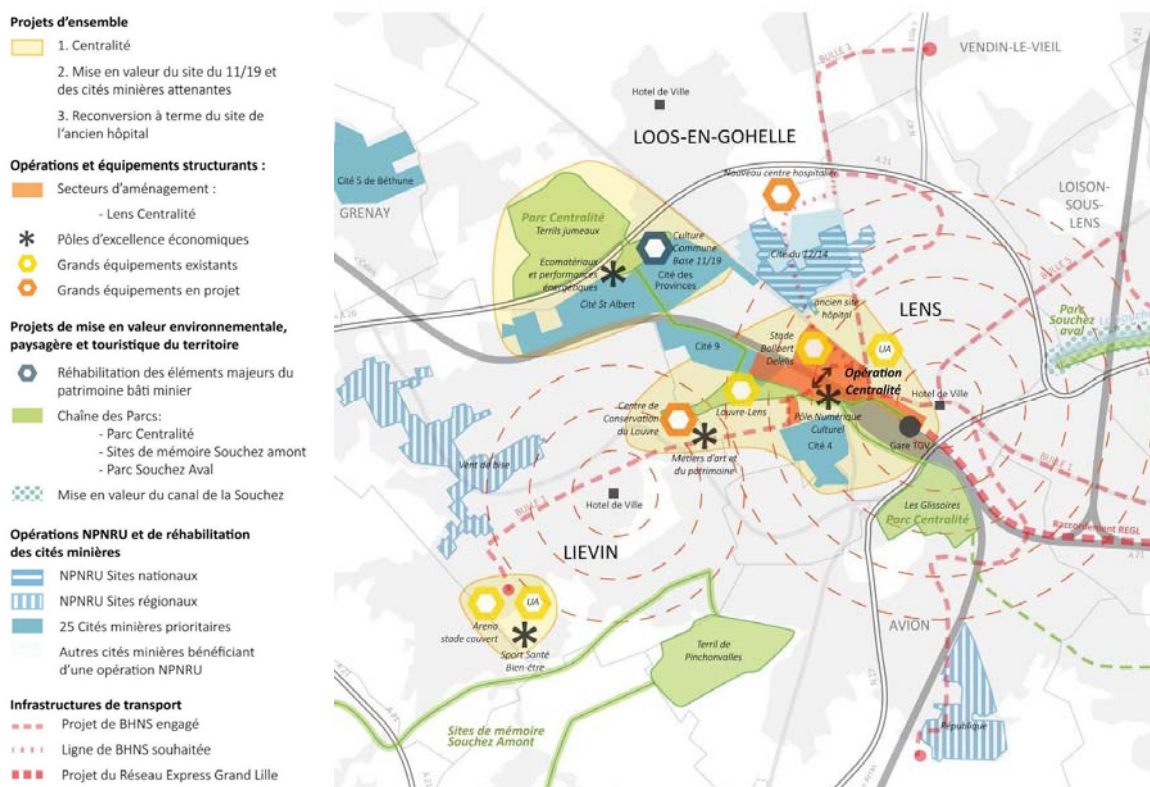 Projets d'ensemble
1. Centralité
2. Mise en valeur du site du 11/19 et
des cités minières attenantes
3. Reconversion à terme du site de
l'ancien hôpital
Opérations et équipements structurants :
Secteurs d'aménagement :
- Lens Centralité
Pôles d'excellence économiques
Grands équipements existants
Grands équipements en projet
Projets de mise en valeur environnementale,
paysagère et touristique du territoire
Réhabilitation des éléments majeurs du
patrimoine bâti minier
Chaîne des Parcs:
- Parc Centralité
- Sites de mémoire Souchez amont
- Parc Souchez Aval
Mise en valeur du canal de la Souchez
Opérations NPNRU et de réhabilitation
des cités minières
NPNRU Sites nationaux
NPNRU Sites régionaux
25 Cités minières prioritaires
Autres cités minières bénéficiant
d'une opération NPNRU
Infrastructures de transport
Projet de BHNS engagé
Ligne de BHNS souhaitée
Projet du Réseau Express Grand Lille
BULLE
A 21
VENDIN-LE-VIEIL
Hotel de Ville
LOOS-EN-GOHELLE
A 21
Nouveau centre hospitalier
Cité 5 de Béthune
GRENAY
LOISON-
SOUS-
LENS
Parc Centralité
Terrils jumeaux
Culture
Commune
Base 11/19
Ecomatériaux
et performances
énergétiques
Cité des
Provinces
Cité du 12/14
BULLE 5
Cité St Albert
ancien site
hôpital
LENS
Parc
Souchez
aval
Cité 9
Stade
Bollaert
Delelis
UA
Opération
Centralité
Hotel de Ville
Louvre-Lens
Centre de
Conservation
du Louvre
Pôle Numérique
Culturel
Métiers d'art et
du patrimoine
Cité 4
Gare TGV
Vent de bise
Hotel de Ville
Les Glissoires
Parc Centralité
Raccordement REGL
A 21
LIEVIN
UA
Arena
stade couvert
Sport Santé
Bien-être
AVION
Terril de
Pinchonvalles
Sites de mémoire
Souchez Amont
République
A 21